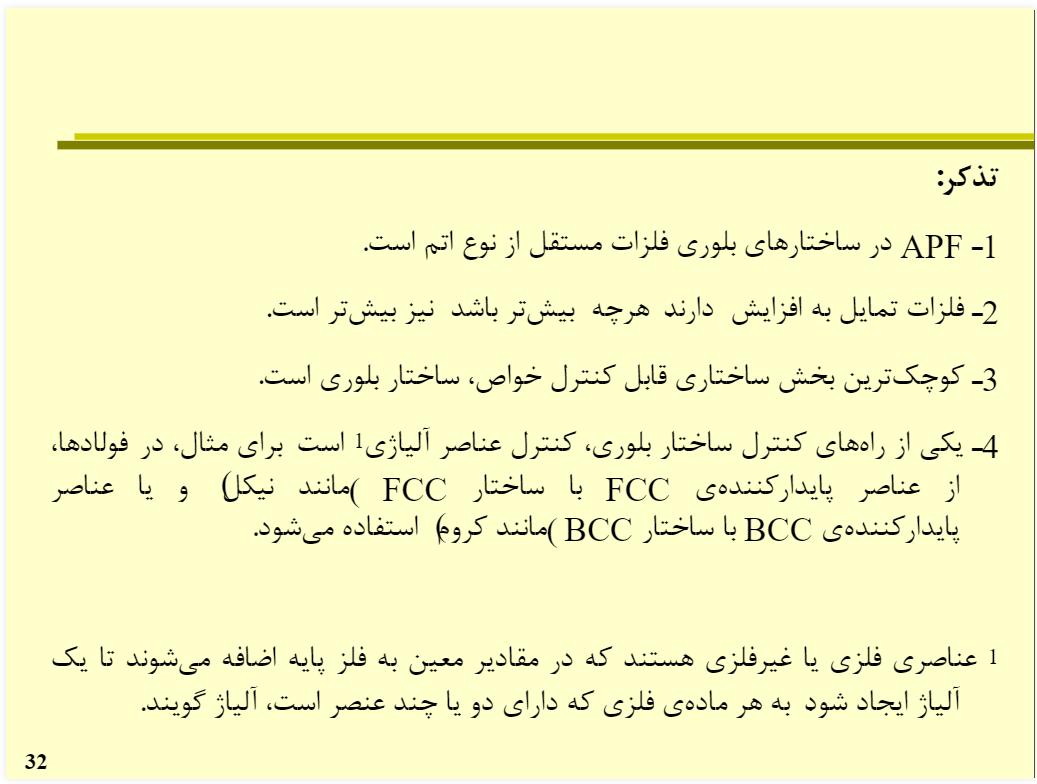 تذکر:
1ـ APF در ساختارهای بلوری فلزات مستقل از نوع اتم است.
2ـ فلزات تمایل به افزایش دارند هرچه بیش‌تر باشد نیز بیش‌تر است.
3ـ کوچک‌ترین بخش ساختاری قابل کنترل خواص، ساختار بلوری است.
4ـ یکی از راه‌های کنترل ساختار بلوری، کنترل عناصر آلیاژی1 است برای مثال، در فولادها،
از عناصر پایدارکننده‌ی FCC با ساختار FCC (مانند نیکل) و یا عناصر
پایدارکننده‌ی BCC با ساختار BCC (مانند کروم) استفاده می‌شود.
1 عناصری فلزی یا غیرفلزی هستند که در مقادیر معین به فلز پایه اضافه می‌شوند تا یک
آلیاژ ایجاد شود به هر ماده‌ی فلزی که دارای دو یا چند عنصر است، آلیاژ گویند.
32